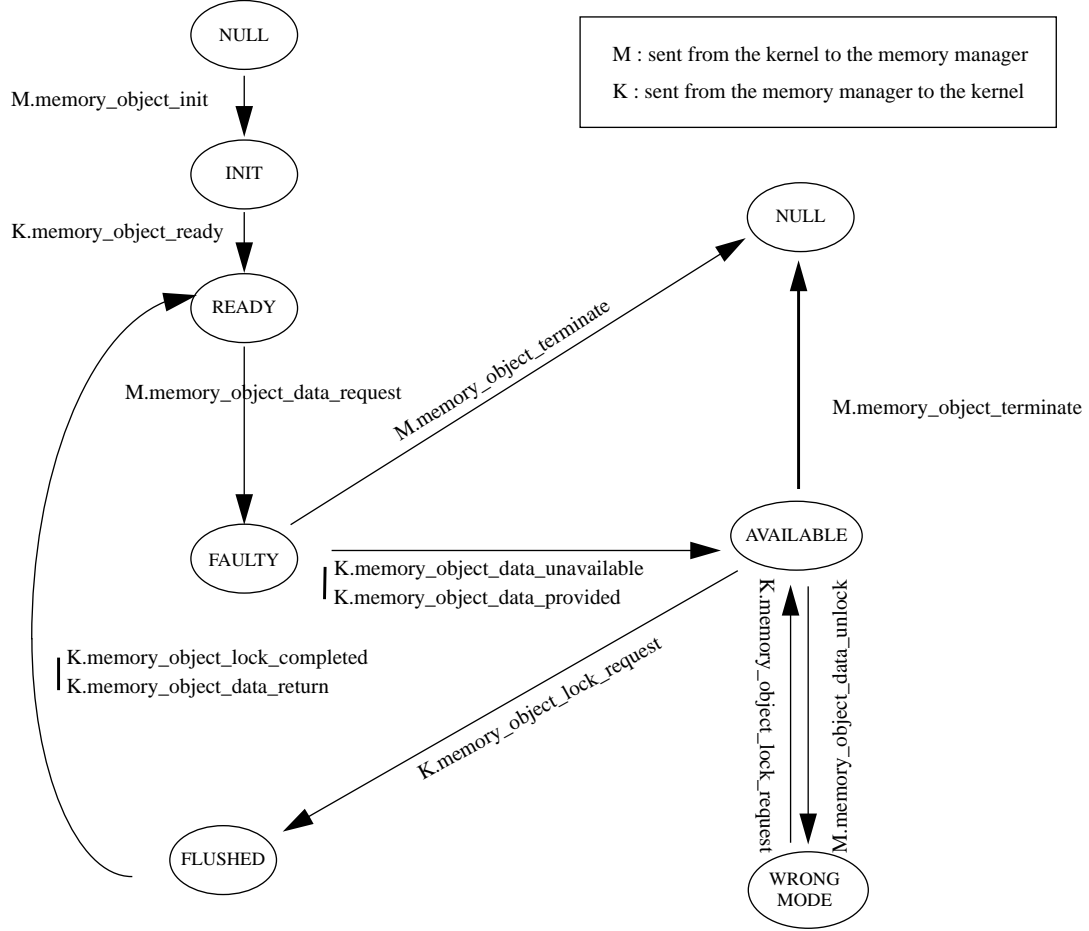 NULL
M : sent from the kernel to the memory manager
K : sent from the memory manager to the kernel
M.memory_object_init
INIT
NULL
K.memory_object_ready
READY
M.memory_object_terminate
M.memory_object_data_request
M.memory_object_terminate
AVAILABLE
FAULTY
K.memory_object_data_unavailable
K.memory_object_data_provided
K.memory_object_lock_request
M.memory_object_data_unlock
K.memory_object_lock_request
K.memory_object_lock_completed
K.memory_object_data_return
FLUSHED
WRONG
MODE